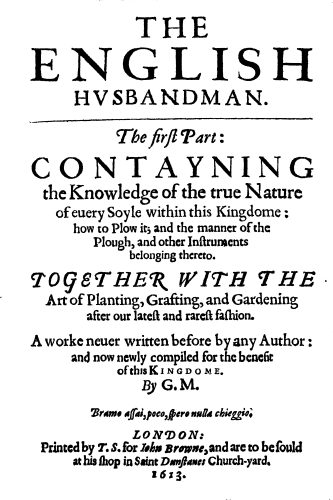 THE
ENGLISH
HVSBANDMAN.
The firſt Part:
CONTAYNING
the Knowledge of the true Nature
of euery Soyle within this Kingdome:
how to Plow it; and the manner of the
Plough, and other Inſtruments
belonging thereto.
TOGETHER WITH THE
Art of Planting, Grafting, and Gardening
after our lateſt and rareſt faſhion.
A worke neuer written before by any Author:
and now newly compiled for the benefit
of this KINGDOME.
By G. M.
Bramo aſſai, poco, ſpero nulla chieggio.
LONDON:
Printed by T. S. for Iohn Browne, and are to be ſould
at his ſhop in Saint Dunſtanes Church-yard.
1613.